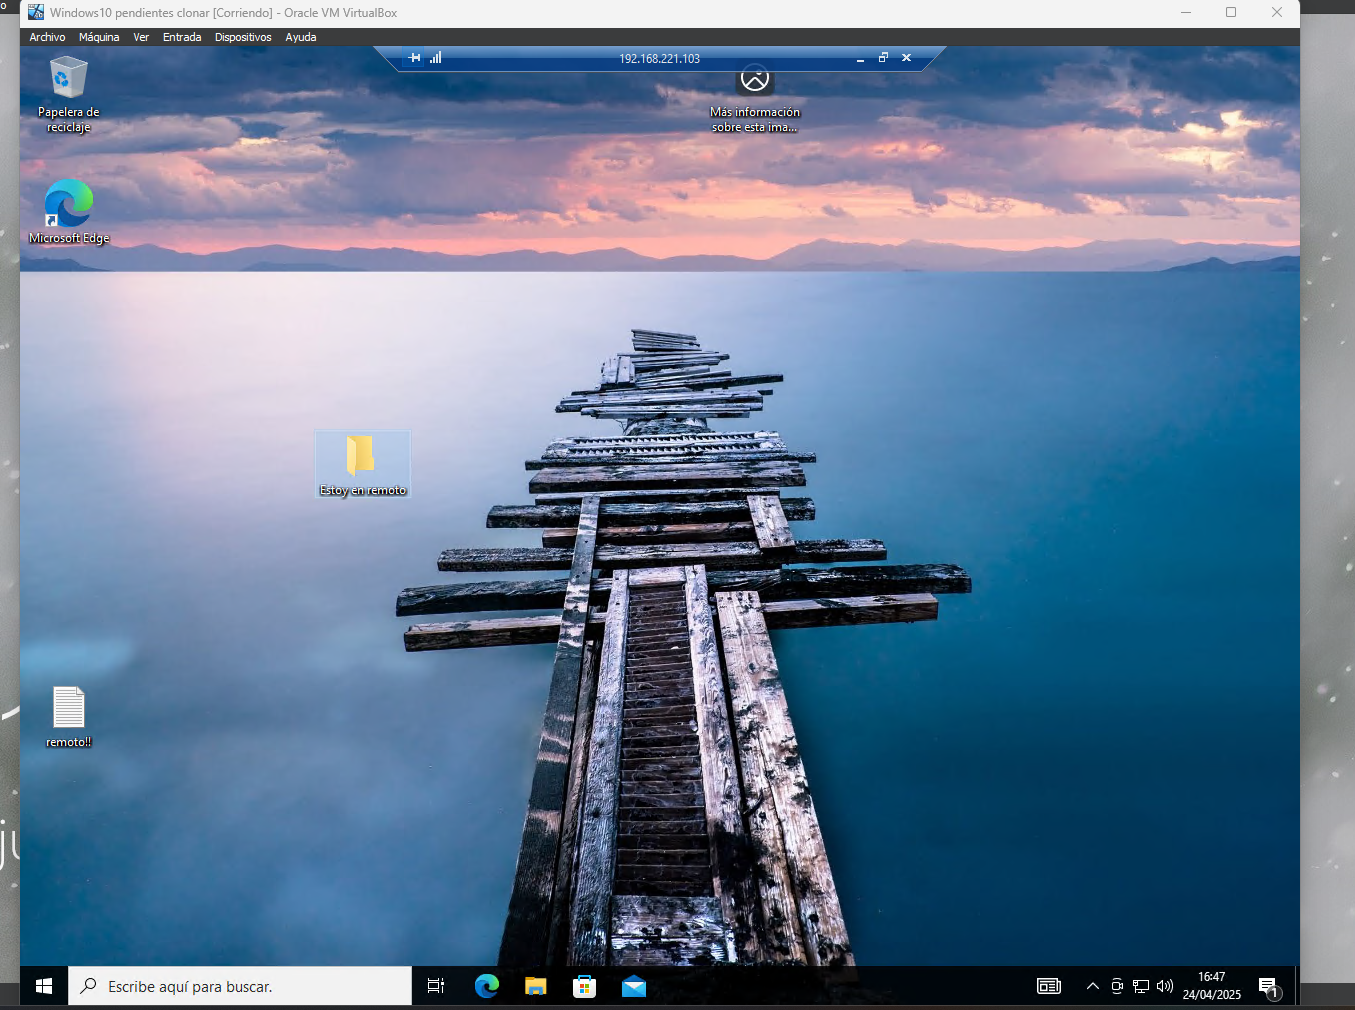 Windows10 pendientes clonar [Corriendo] - Oracle VM VirtualBox
Archivo Máquina Ver Entrada Dispositivos Ayuda
192.168.221.103
Papelera de
reciclaje
Más información
sobre esta ima...
Microsoft Edge
Estoy en remoto
remoto!!
Escribe aquí para buscar.
16:47
24/04/2025
1